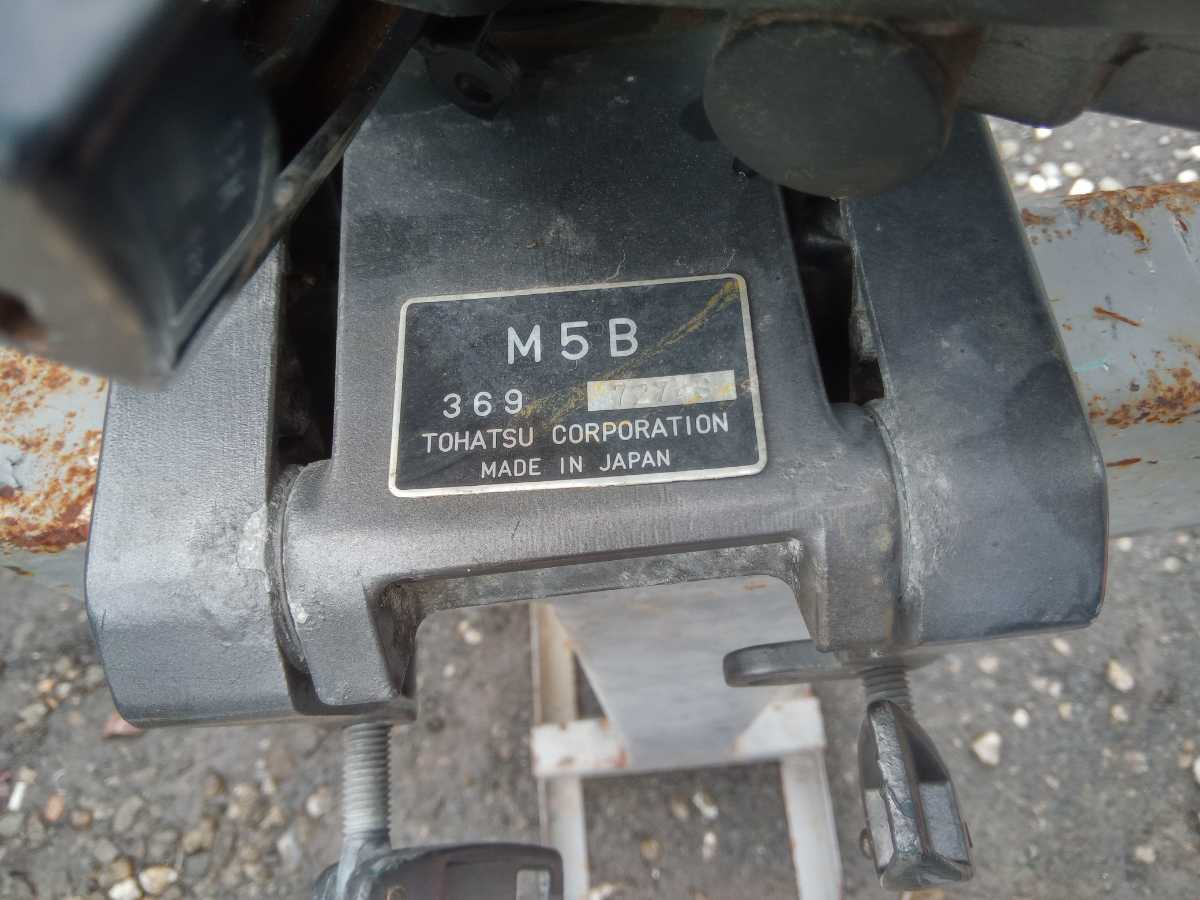 M5B
369
TOHATSU CORPORATION
MADE IN JAPAN